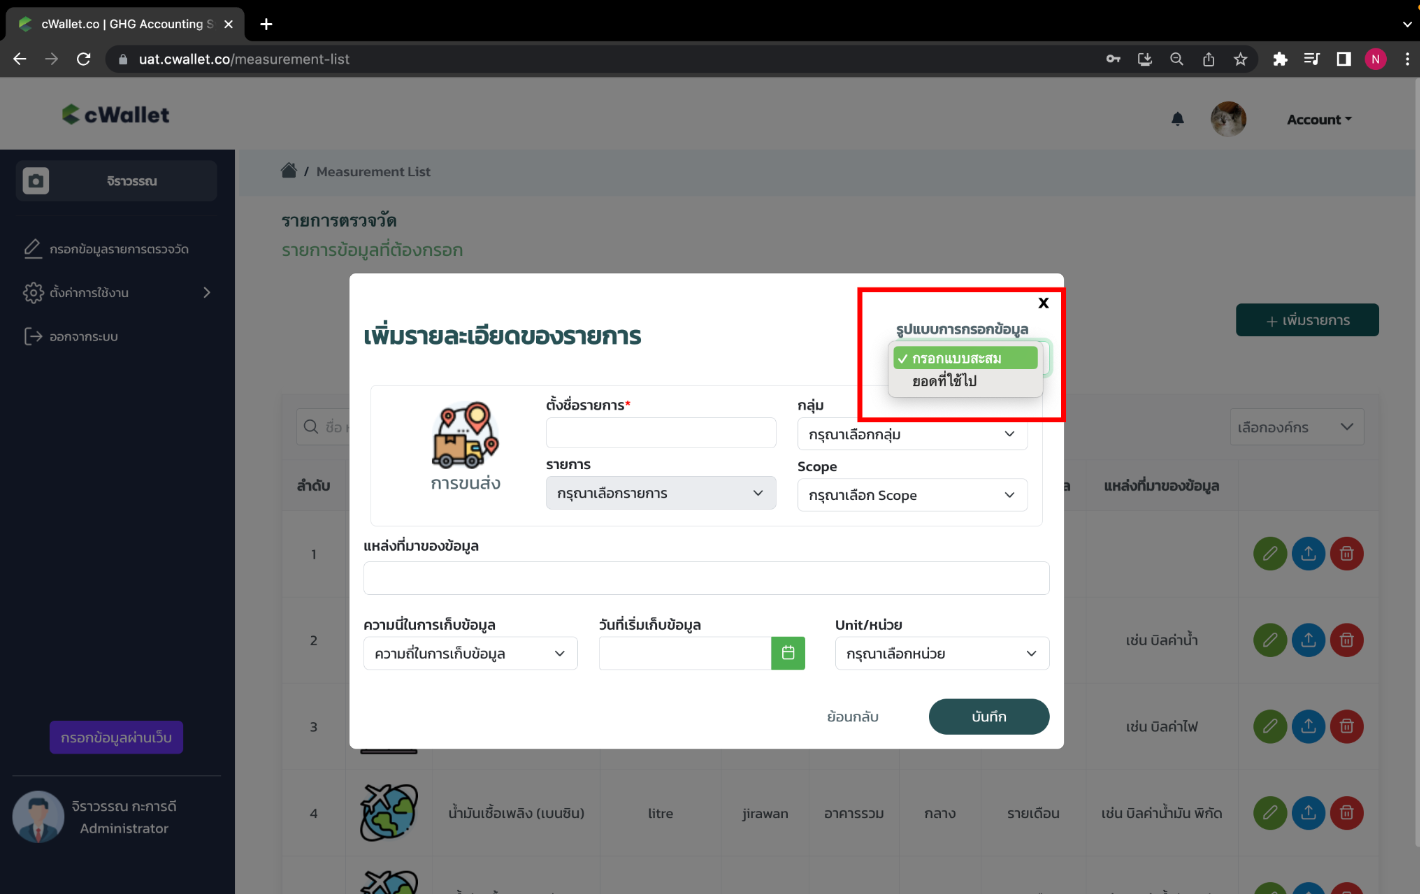 cWallet.co | GHG Accounting S
uat.cwallet.co/measurement-list
N
cWallet
Account
จิราวรรณ
/ Measurement List
รายการตรวจวัด
กรอกข้อมูลรายการตรวจวัด
รายการข้อมูลที่ต้องกรอก
ตั้งค่าการใช้งาน
ออกจากระบบ
x
เพิ่มรายละเอียดของรายการ
รูปแบบการกรอกข้อมูล
+ เพิ่มรายการ
✓ กรอกแบบสะสม
ยอดที่ใช้ไป
ตั้งชื่อรายการ*
กลุ่ม
กรุณาเลือกกลุ่ม
ชื่อ
เลือกองค์กร
รายการ
Scope
การขนส่ง
กรุณาเลือกรายการ
กรุณาเลือก Scope
ลำดับ
แหล่งที่มาของข้อมูล
แหล่งที่มาของข้อมูล
1
ความนี่ในการเก็บข้อมูล
วันที่เริ่มเก็บข้อมูล
Unit/หน่วย
ความถี่ในการเก็บข้อมูล
กรุณาเลือกหน่วย
2
เช่น บิลค่าน้ำ
ย้อนกลับ
บันทึก
3
เช่น บิลค่าไฟ
กรอกข้อมูลผ่านเว็บ
จิราวรรณ กะการดี
Administrator
4
น้ำมันเชื้อเพลิง (เบนซิน)
litre
jirawan
อาคารรวม
กลาง
รายเดือน
เช่น บิลค่าน้ำมัน พิกัด